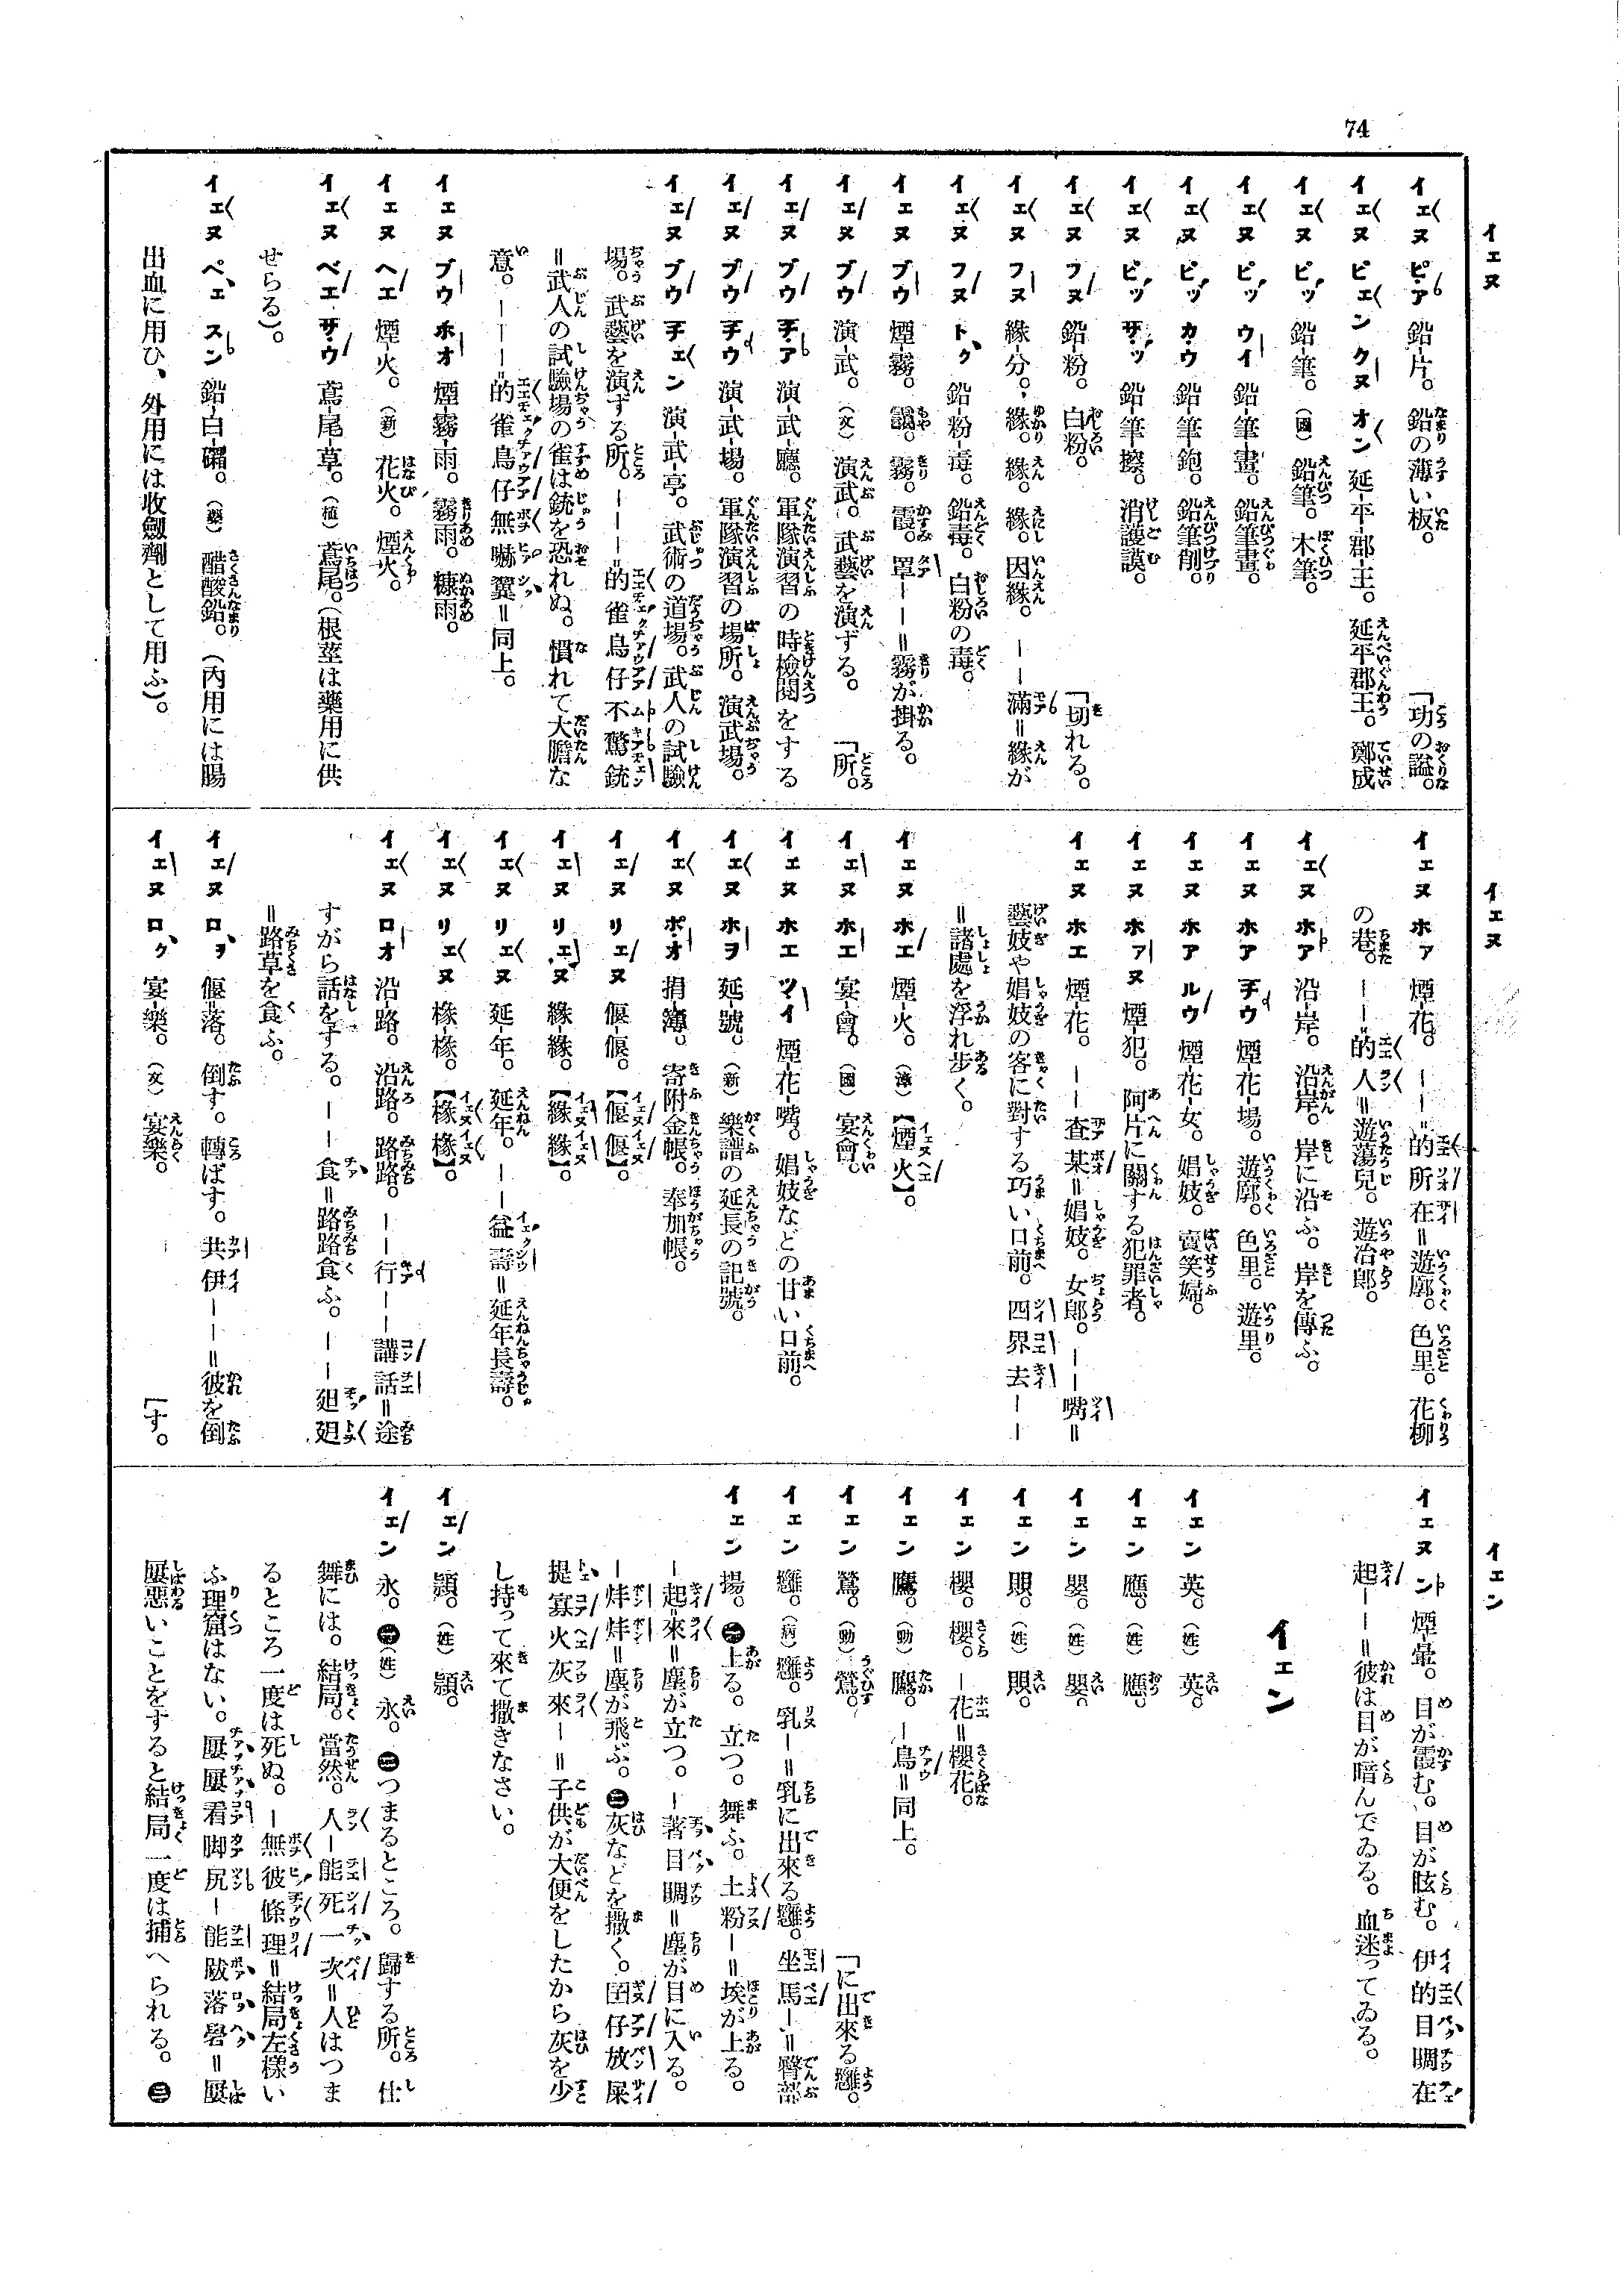 74
イエヌ
イエヌ ピア 鉛片。鉛の薄い板。 「功の謚。
イエヌ ピエン クヌ オン 延平郡主。延平郡王。鄭成
イエヌ ピッ 鉛筆。(國)鉛筆。木筆。
イエヌ ピッ ウイ 鉛筆畫。鉛筆畫。
イエヌ ピッ カウ 鉛筆鉋。鉛筆削。
イエヌ ピッ サッ 鉛筆擦。消護謨。
イエヌ フヌ 鉛粉。白粉。 「切れる。
イエヌ フヌ 緣分。緣。緣。緣。因緣。――滿=緣が
イエヌ フヌ トク 鉛粉毒。鉛毒。白粉の毒。
イエヌ ブウ 煙霧。靄。霧。霞。罩――=霧が掛る。
イエヌ ブウ 演武。(文)演武。武藝を演ずる。 「所。
イエヌ ブウ チア 演武廳。軍隊演習の時檢閱をする
イエヌ ブウ チウ 演武場。軍隊演習の場所。演武場。
イエヌ ブウ チエン 演武亭。武術の道場。武人の試驗
場。武藝を演ずる所。―――的雀鳥仔不驚銃
=武人の試驗場の雀は銃を恐れぬ。慣れて大膽な
意。―――的雀鳥仔無嚇翼=同上。
イエヌ ブウ ホオ 煙霧雨。霧雨。糠雨。
イエヌ ヘエ 煙火。(新)花火。煙火。
イエヌ ベエ サウ 鳶尾草。(植)鳶尾。(根莖は藥用に供
せらる)。
イエヌ ペエ スン 鉛白礵。(藥)醋酸鉛。(內用には腸
出血に用ひ、外用には收斂劑として用ふ)。
イエヌ
イエヌ ホア 煙花。――的所在=遊廓。色里。花柳
の巷。――的人=遊蕩兒。遊冶郎。
イエヌ ホア 沿岸。沿岸。岸に沿ふ。岸を傳ふ。
イエヌ ホア チウ 煙花場。遊廓。色里。遊里。
イエヌ ホア ルウ 煙花女。娼妓。賣笑婦。
イエヌ ホアヌ 煙犯。阿片に關する犯罪者。
イエヌ ホエ 煙花。――査某=娼妓。女郎。――嘴=
藝妓や娼妓の客に對する巧い口前。四界去――
=諸處を浮れ步く。
イエヌ ホエ 煙火。(漳)【煙火】。
イエヌ ホエ 宴會。(國)宴會。
イエヌ ホエ ツイ 煙花嘴。娼妓などの甘い口前。
イエヌ ホヲ 延號。(新)樂譜の延長の記號。
イエヌ ポオ 捐簿。寄附金帳。奉加帳。
イエヌ リエヌ 偃偃。【偃偃】。
イエヌ リエヌ 緣緣。【緣緣】。
イエヌ リエヌ 延年。延年。――益壽=延年長壽。
イエヌ リエヌ 櫞櫞。【櫞櫞】。
イエヌ ロオ 沿路。沿路。路路。――行――講話=途
すがら話をする。――食=路路食ふ。――廻廻
=路草を食ふ。
イエヌ ロヲ 偃落。倒す。轉ばす。共伊――=彼を倒
イエヌ ロク 宴樂。(文)宴樂。 「す。
イエン
イエヌ ン 煙暈。目が霞む。目が眩む。伊的目睭在
起――=彼は目が暗んでゐる。血迷ってゐる。
イエン
イエン 英。(姓)英。
イエン 應。(姓)應。
イエン 嬰。(姓)嬰。
イエン 賏。(姓)賏。
イエン 櫻。櫻。―花=櫻花。
イエン 鷹。(動)鷹。―鳥=同上。
イエン 鶯。(動)鶯。 「に出來る癰。
イエン 癰。(病)癰。乳―=乳に出來る癰。坐馬―=臀部
イエン 揚。㊀上る。立つ。舞ふ。土粉―=埃が上る。
―起來=塵が立つ。―著目睭=塵が目に入る。
―烌烌=塵が飛ぶ。㊁灰などを撒く。囝仔放屎
提寡火灰來―=子供が大便をしたから灰を少
し持って來て撒きなさい。
イエン 穎。(姓)穎。
イエン 永。㊀(姓)永。㊁つまるところ。歸する所。仕
舞には。結局。當然。人―能死一次=人はつま
るところ一度は死ぬ。―無彼條理=結局左樣い
ふ理窟はない。屢屢看脚尻―能跋落礐=屢
屢惡いことをすると結局一度は捕へられる。㊂